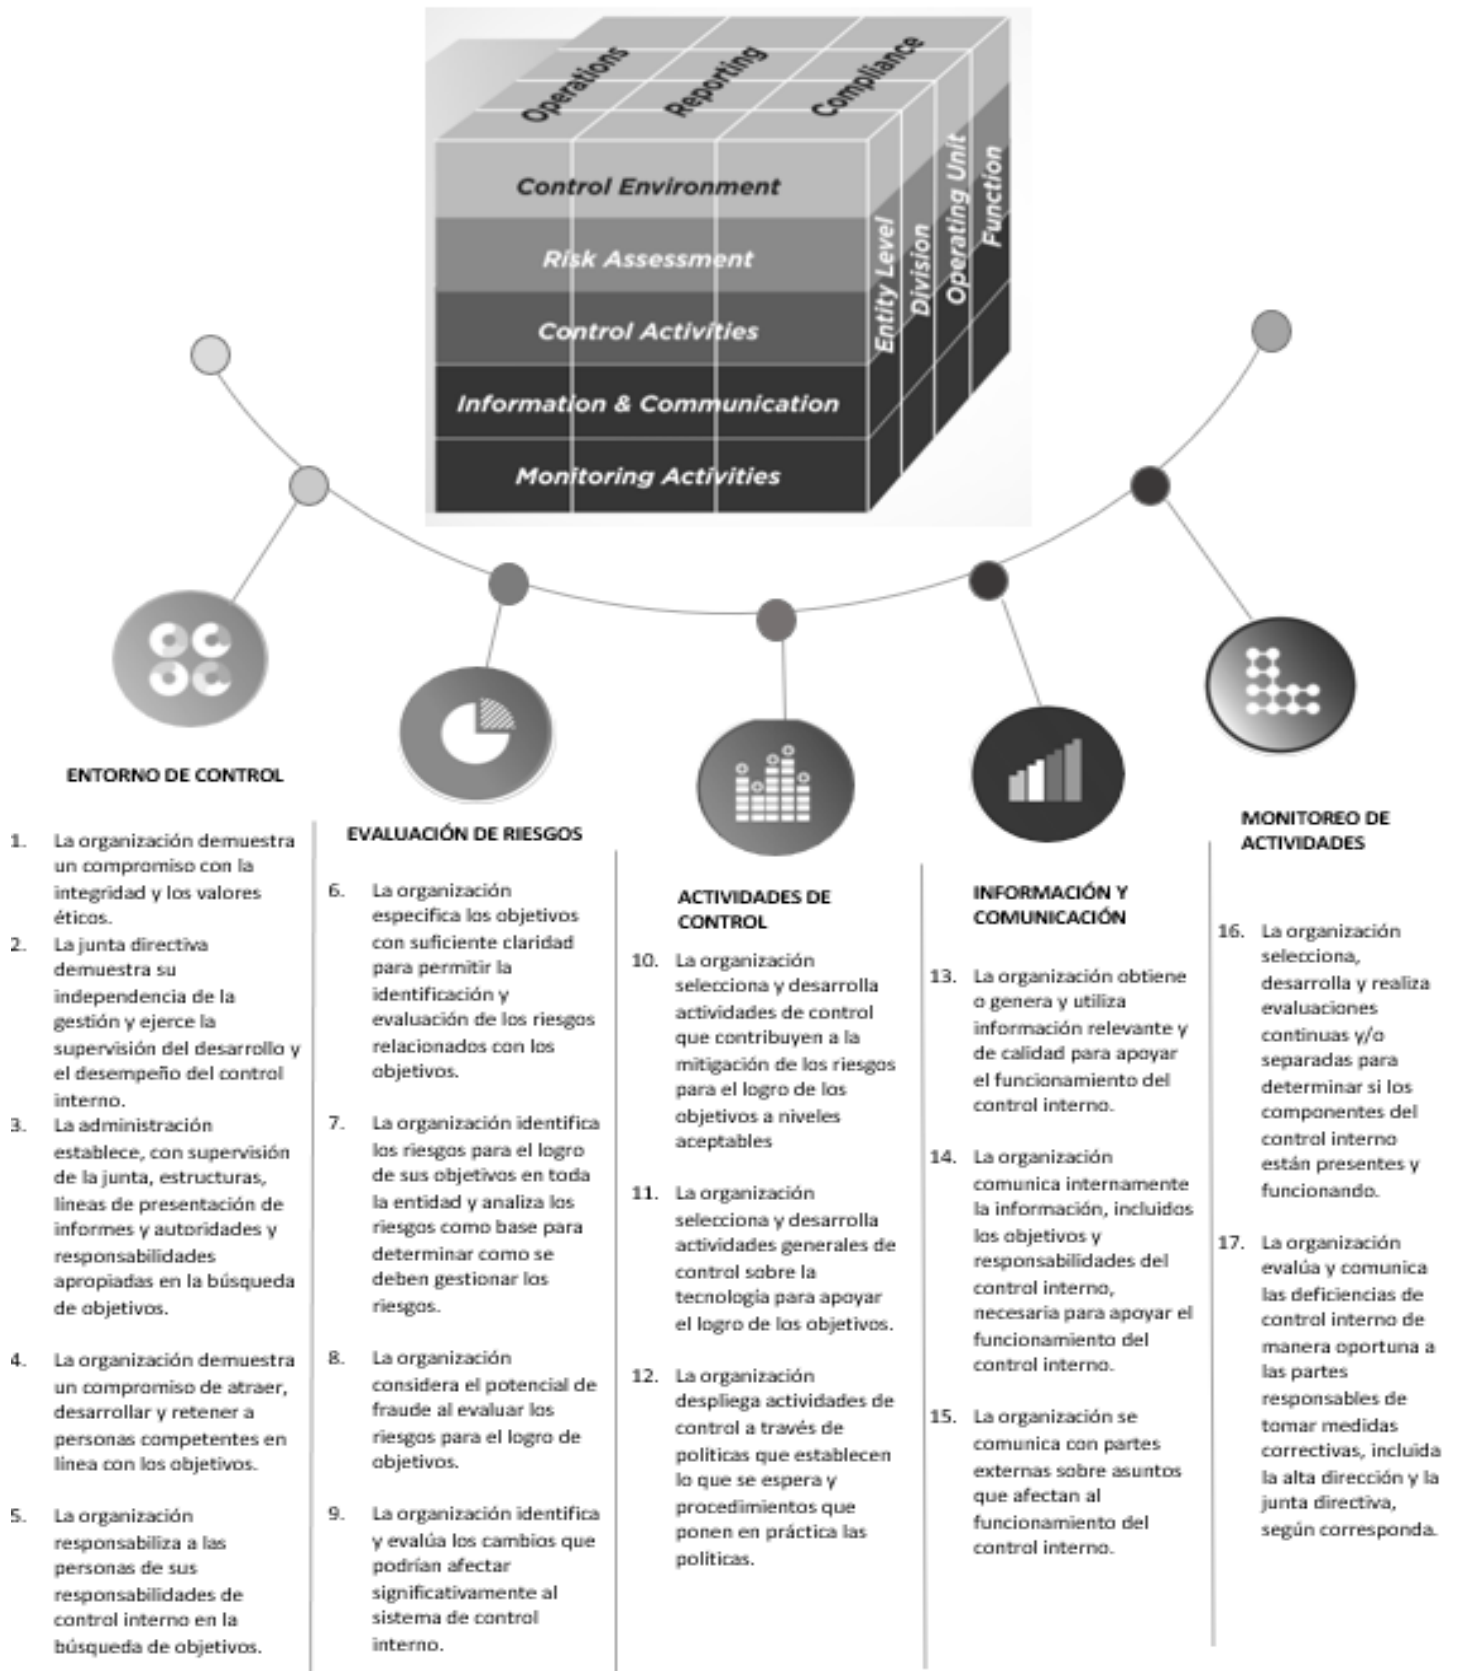 Operations
Reporting
Compliance
Control Environment
Risk Assessment
Control Activities
Information & Communication
Monitoring Activities
Entity Level
Division
Operating Unit
Function
ENTORNO DE CONTROL
1. La organización demuestra
un compromiso con la
integridad y los valores
éticos.
2. La junta directiva
demuestra su
independencia de la
gestión y ejerce la
supervisión del desarrollo y
el desempeño del control
interno.
3. La administración
establece, con supervisión
de la junta, estructuras,
líneas de presentación de
informes y autoridades y
responsabilidades
apropiadas en la búsqueda
de objetivos.
4. La organización demuestra
un compromiso de atraer,
desarrollar y retener a
personas competentes en
línea con los objetivos.
5. La organización
responsabiliza a las
personas de sus
responsabilidades de
control interno en la
búsqueda de objetivos.
EVALUACIÓN DE RIESGOS
6. La organización
especifica los objetivos
con suficiente claridad
para permitir la
identificación y
evaluación de los riesgos
relacionados con los
objetivos.
7. La organización identifica
los riesgos para el logro
de sus objetivos en toda
la entidad y analiza los
riesgos como base para
determinar como se
deben gestionar los
riesgos.
8. La organización
considera el potencial de
fraude al evaluar los
riesgos para el logro de
objetivos.
9. La organización identifica
y evalúa los cambios que
podrían afectar
significativamente al
sistema de control
interno.
ACTIVIDADES DE
CONTROL
10. La organización
selecciona y desarrolla
actividades de control
que contribuyen a la
mitigación de los riesgos
para el logro de los
objetivos a niveles
aceptables
11. La organización
selecciona y desarrolla
actividades generales de
control sobre la
tecnología para apoyar
el logro de los objetivos.
12. La organización
despliega actividades de
control a través de
políticas que establecen
lo que se espera y
procedimientos que
ponen en práctica las
políticas.
INFORMACIÓN Y
COMUNICACIÓN
13. La organización obtiene
o genera y utiliza
información relevante y
de calidad para apoyar
el funcionamiento del
control interno.
14. La organización
comunica internamente
la información, incluidos
los objetivos y
responsabilidades del
control interno,
necesaria para apoyar el
funcionamiento del
control interno.
15. La organización se
comunica con partes
externas sobre asuntos
que afectan al
funcionamiento del
control interno.
MONITOREO DE
ACTIVIDADES
16. La organización
selecciona,
desarrolla y realiza
evaluaciones
continuas y/o
separadas para
determinar si los
componentes del
control interno
están presentes y
funcionando.
17. La organización
evalúa y comunica
las deficiencias de
control interno de
manera oportuna a
las partes
responsables de
tomar medidas
correctivas, incluida
la alta dirección y la
junta directiva,
según corresponda.